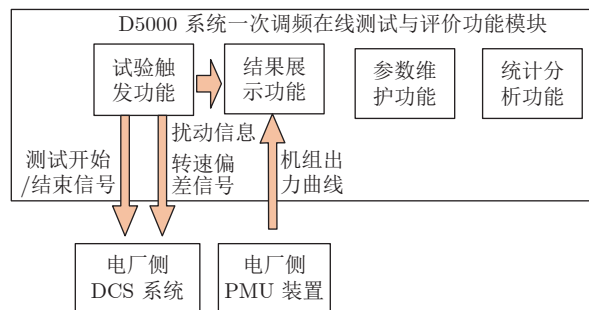 D5000 系统一次调频在线测试与评价功能模块
试验触
发功能
结果展
示功能
参数维
护功能
统计分
析功能
扰动信息
测试开始
/结束信号
转速偏
差信号
机组出
力曲线
电厂侧
DCS 系统
电厂侧
PMU 装置